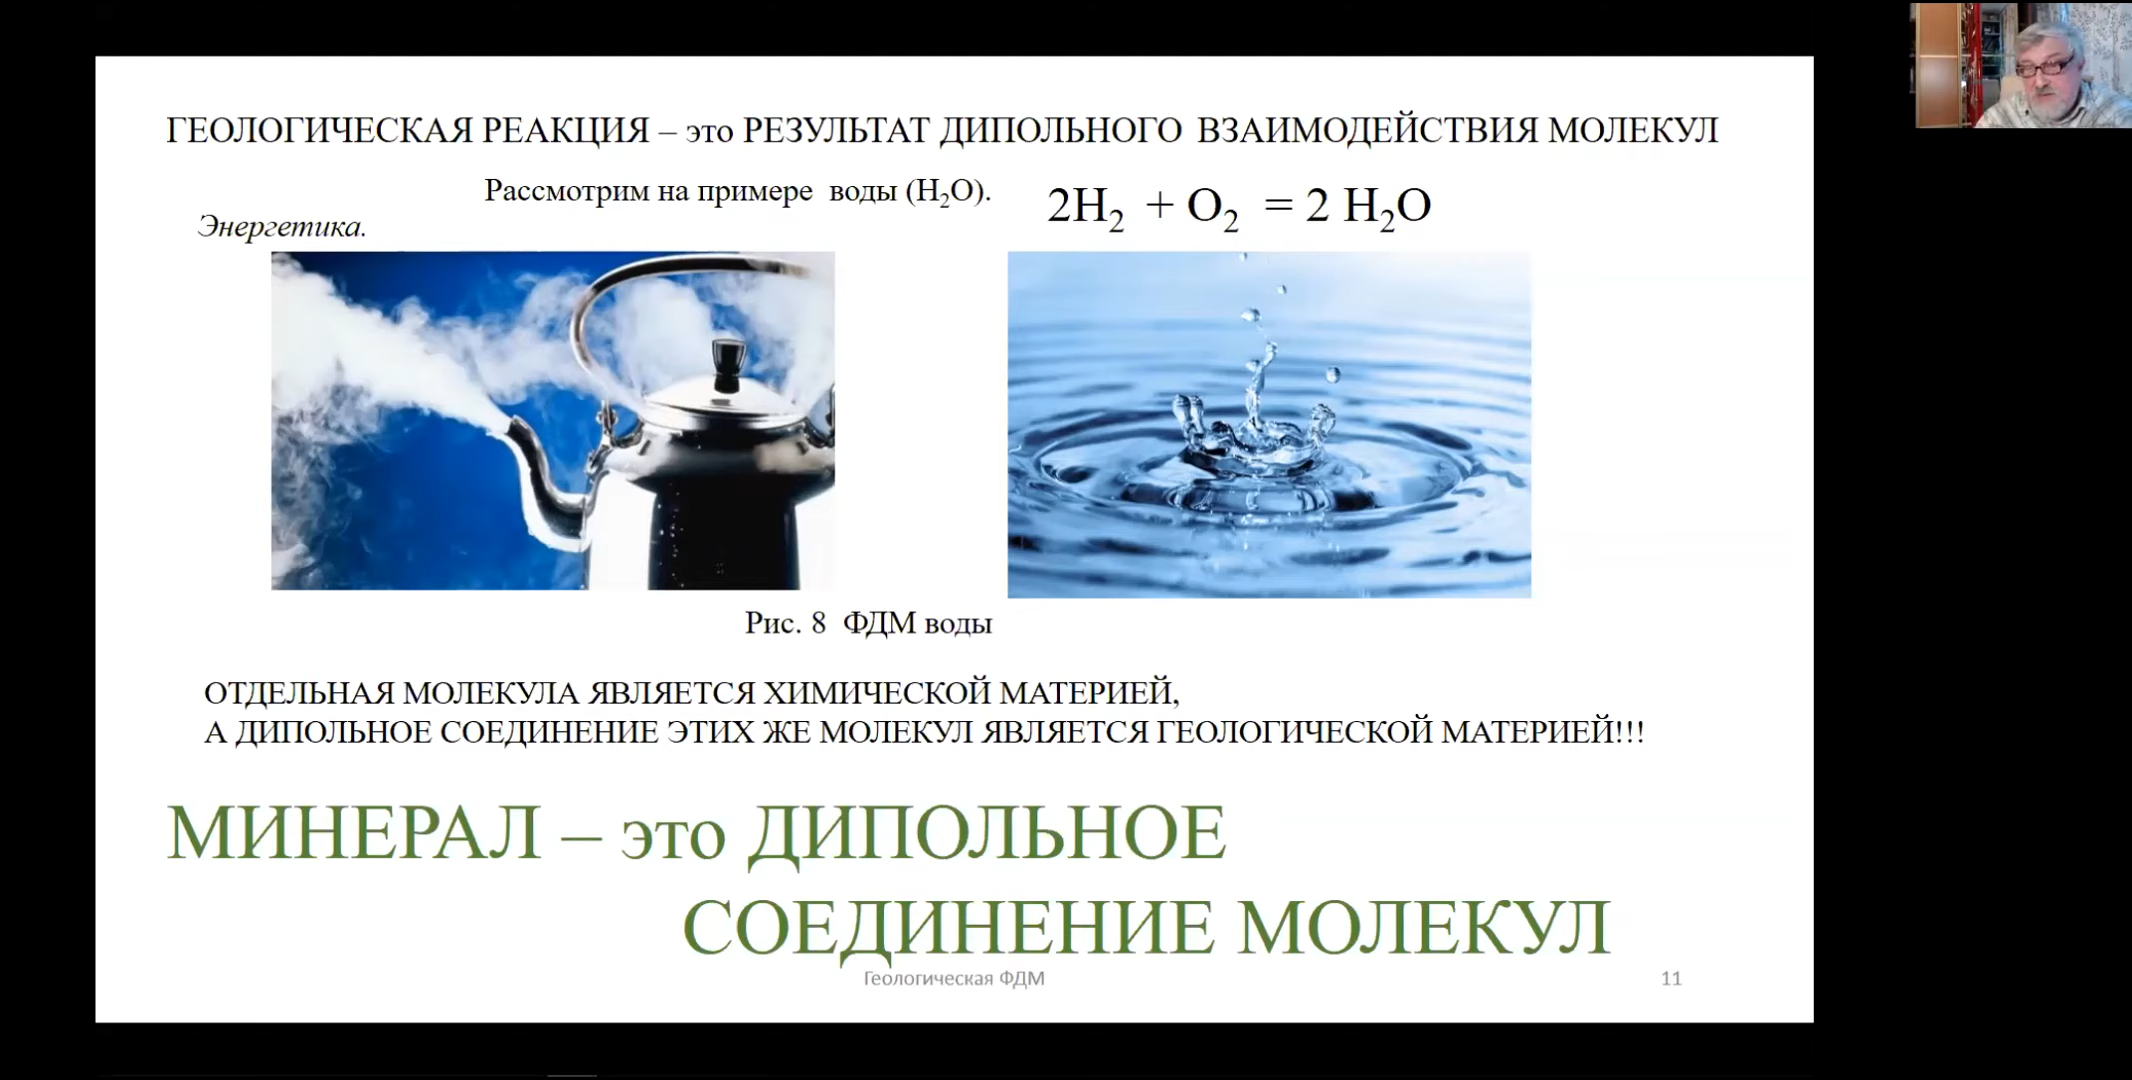 ГЕОЛОГИЧЕСКАЯ РЕАКЦИЯ – это РЕЗУЛЬТАТ ДИПОЛЬНОГО ВЗАИМОДЕЙСТВИЯ МОЛЕКУЛ
Рассмотрим на примере воды (H₂O).
2H₂ + O₂ = 2 H₂O
Энергетика.
Рис. 8 ФДМ воды
ОТДЕЛЬНАЯ МОЛЕКУЛА ЯВЛЯЕТСЯ ХИМИЧЕСКОЙ МАТЕРИЕЙ,
А ДИПОЛЬНОЕ СОЕДИНЕНИЕ ЭТИХ ЖЕ МОЛЕКУЛ ЯВЛЯЕТСЯ ГЕОЛОГИЧЕСКОЙ МАТЕРИЕЙ!!!
МИНЕРАЛ – это ДИПОЛЬНОЕ
СОЕДИНЕНИЕ МОЛЕКУЛ
Геологическая ФДМ
11